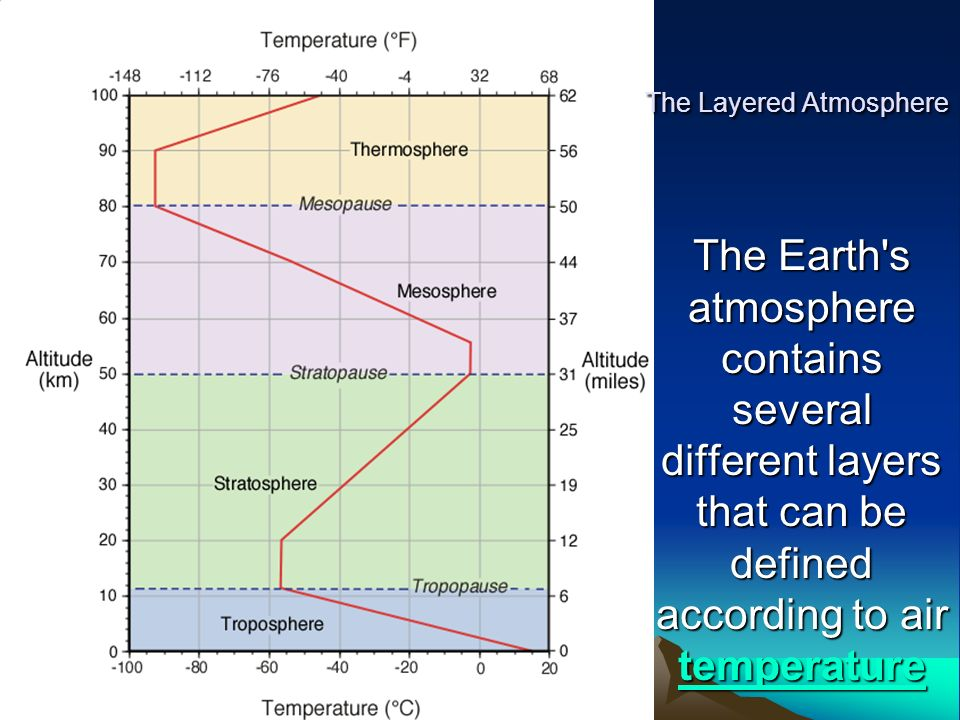 Temperature (°F)
-148 -112 -76 -40 -4 32 68
The Layered Atmosphere
100 62
90 Thermosphere 56
80 Mesopause 50
70 44
Mesosphere
60 37
Altitude (km) Stratopause Altitude (miles)
50 31
40 25
Stratosphere
30 19
20 12
Tropopause
10 6
Troposphere
0 0
-100 -80 -60 -40 -20 0 20
Temperature (°C)
The Earth's
atmosphere
contains
several
different layers
that can be
defined
according to air
temperature